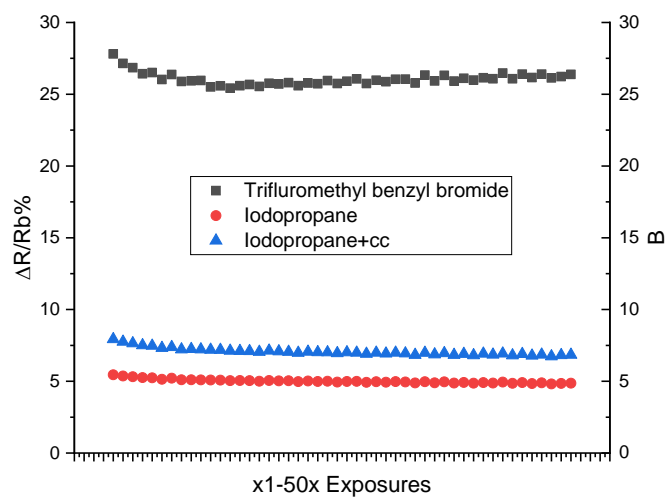 30
25
20
15
10
5
0
ΔR/Rb%
Trifluromethyl benzyl bromide
Iodopropane
Iodopropane+cc
30
25
20
15
10
5
0
B
x1-50x Exposures